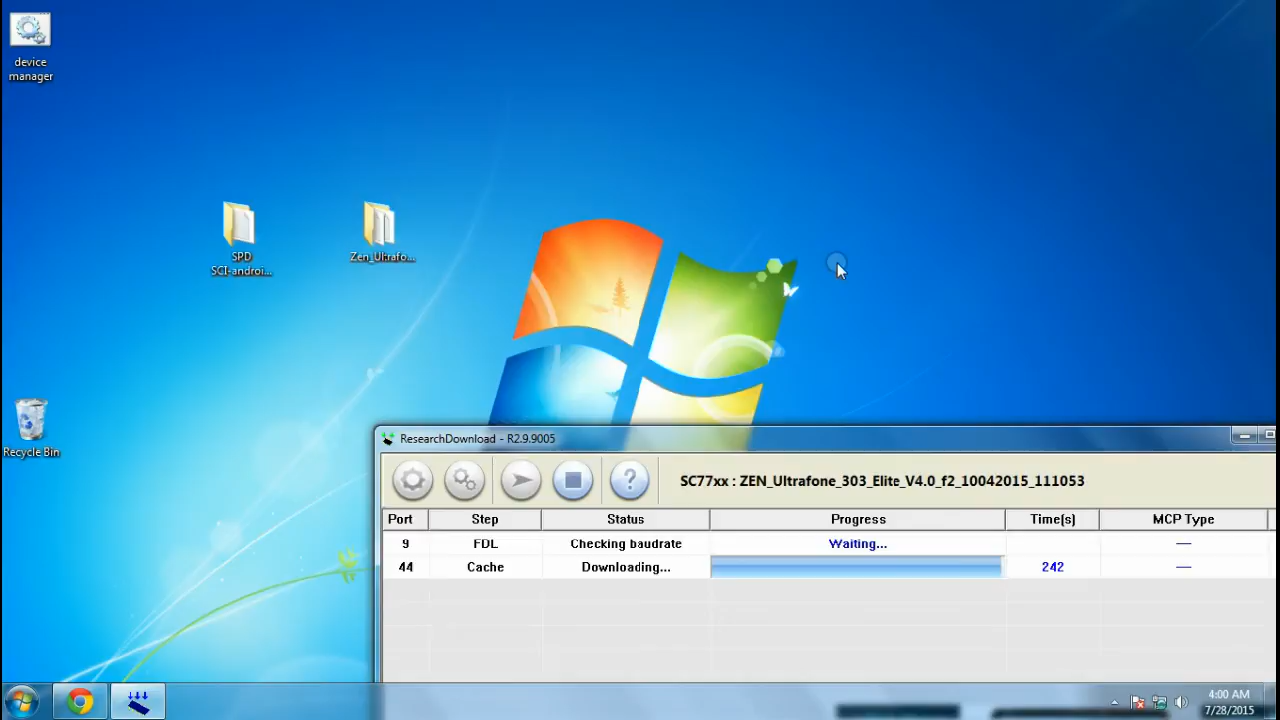 device
manager
SPD
SCI-androi...
Zen_Ultrafo...
Recycle Bin
ResearchDownload - R2.9.9005
SC77xx : ZEN_Ultrafone_303_Elite_V4.0_f2_10042015_111053
Port Step Status Progress Time(s) MCP Type
9 FDL Checking baudrate Waiting... —
44 Cache Downloading... 242 —
4:00 AM
7/28/2015